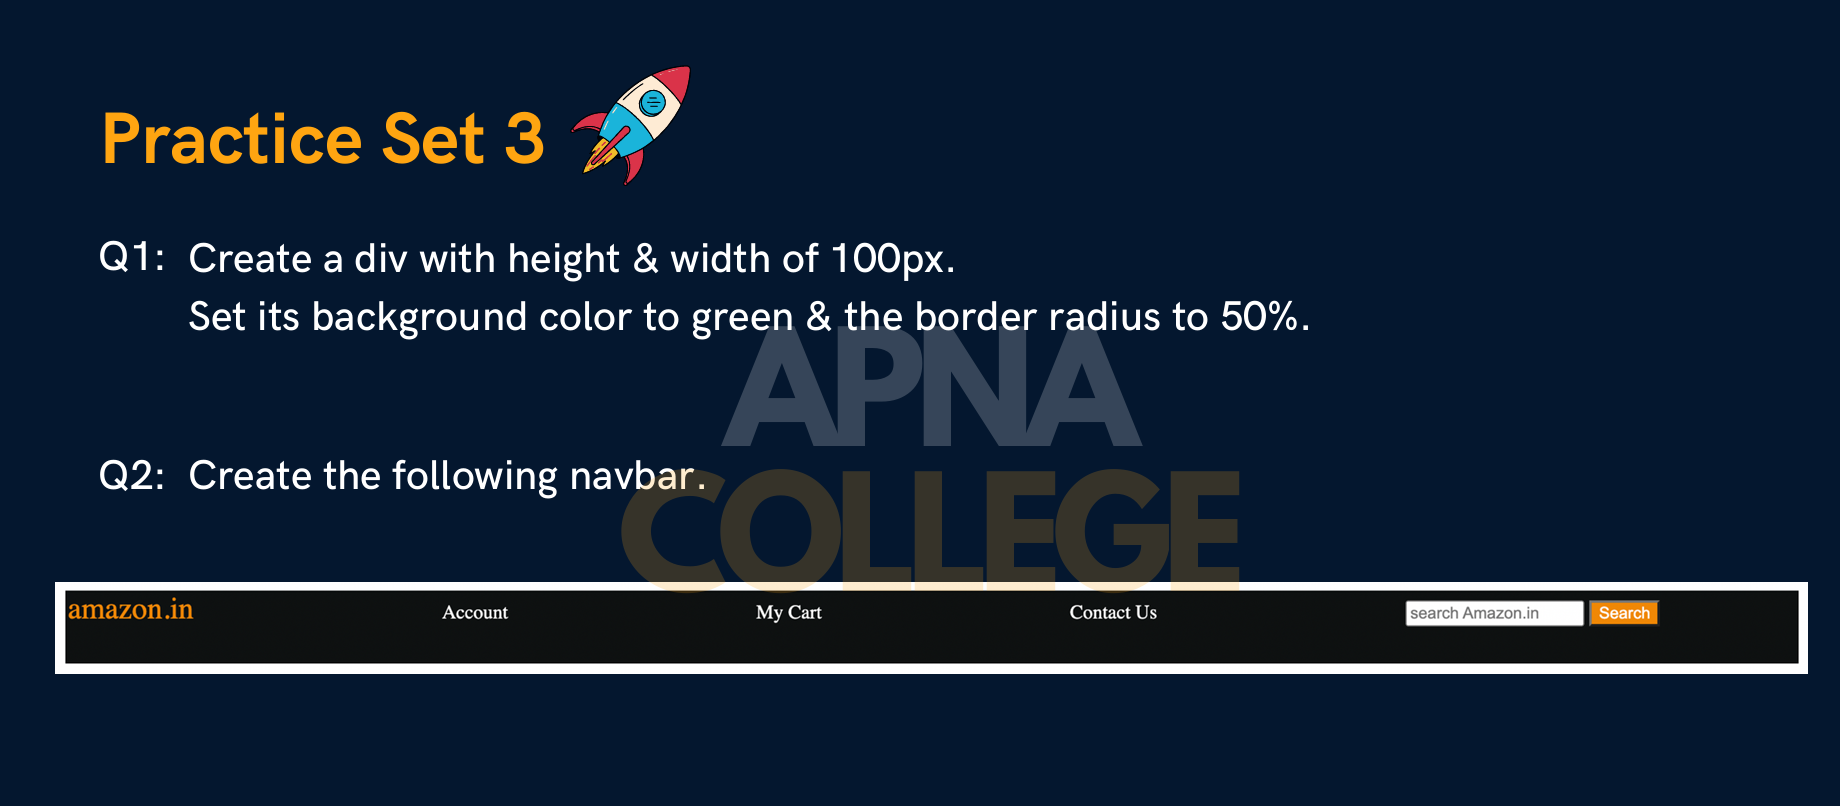 Practice Set 3
Q1: Create a div with height & width of 100px.
Set its background color to green & the border radius to 50%.
APNA
COLLEGE
Q2: Create the following navbar.
amazon.in Account My Cart Contact Us search Amazon.in Search